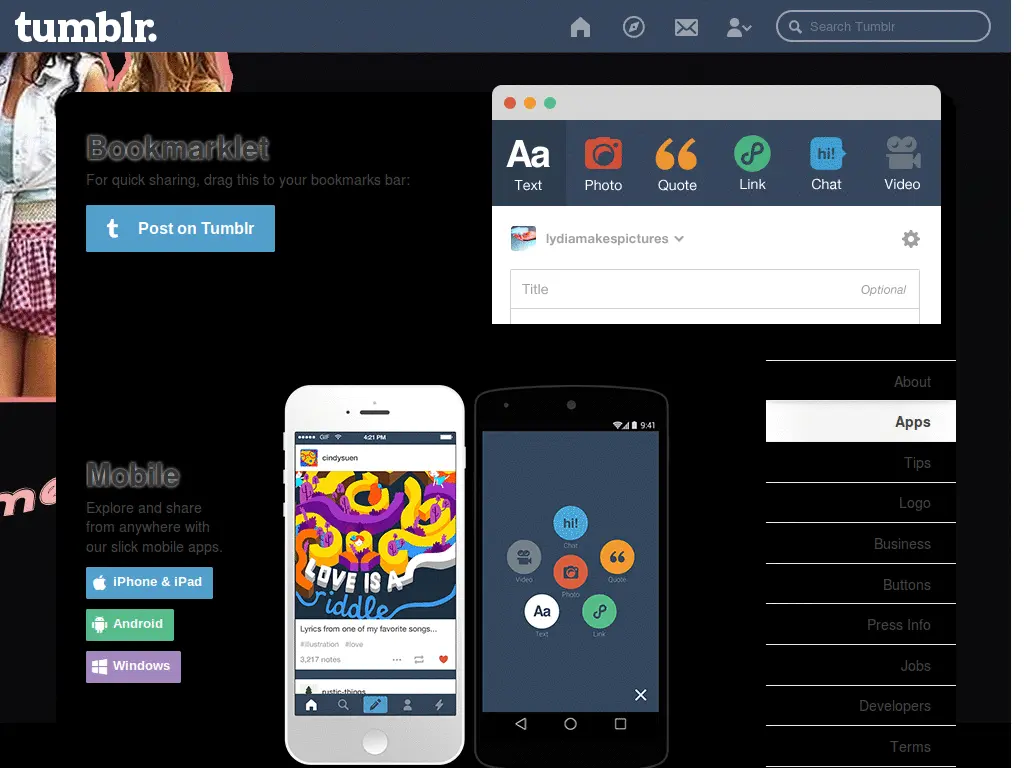 tumblr.
Search Tumblr
Bookmarklet
For quick sharing, drag this to your bookmarks bar:
t Post on Tumblr
Aa
Text
Photo
Quote
Link
hi!
Chat
Video
lydiamakespictures
Title
Optional
Mobile
Explore and share
from anywhere with
our slick mobile apps.
iPhone & iPad
Android
Windows
me
GIF
4:21 PM
cindysuen
LOVE IS A
riddle
Lyrics from one of my favorite songs...
#illustration #love
3,217 notes
rustic-things
9:41
hi!
Chat
Video
Quote
Photo
Aa
Text
Link
About
Apps
Tips
Logo
Business
Buttons
Press Info
Jobs
Developers
Terms